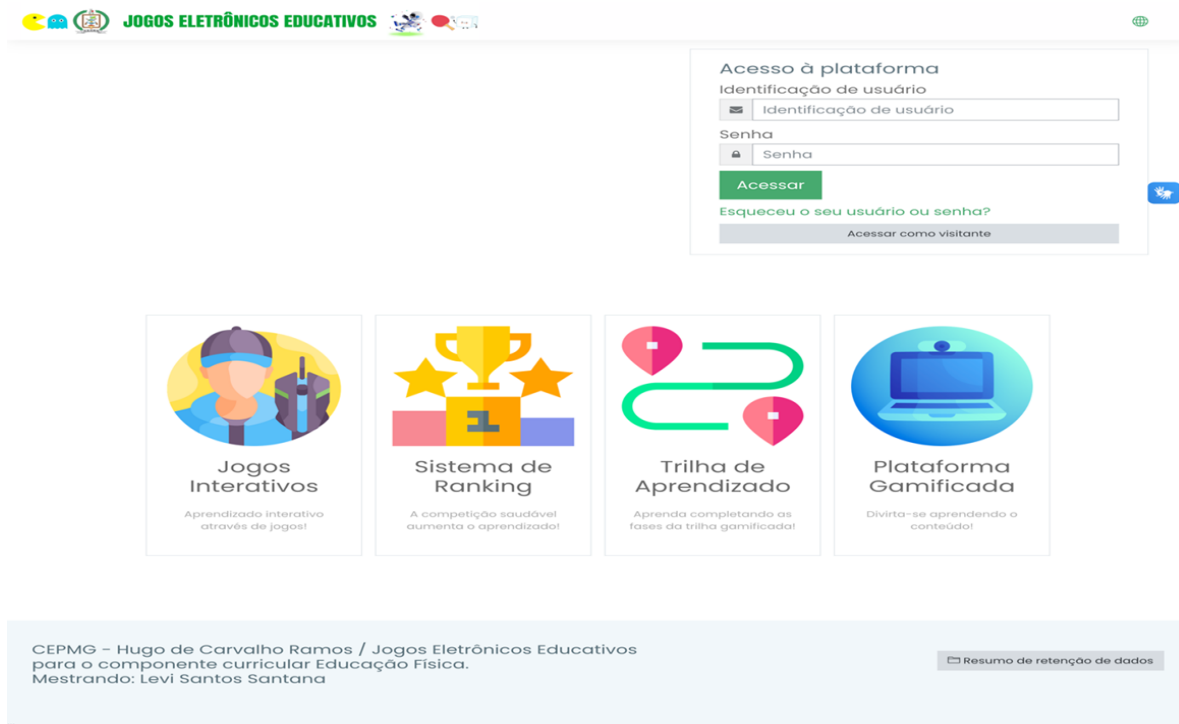 JOGOS ELETRÔNICOS EDUCATIVOS
Acesso à plataforma
Identificação de usuário
Identificação de usuário
Senha
Senha
Acessar
Esqueceu o seu usuário ou senha?
Acessar como visitante
1
Jogos
Interativos
Aprendizado interativo
através de jogos!
Sistema de
Ranking
A competição saudável
aumenta o aprendizado!
Trilha de
Aprendizado
Aprenda completando as
fases da trilha gamificada!
Plataforma
Gamificada
Divirta-se aprendendo o
conteúdo!
CEPMG - Hugo de Carvalho Ramos / Jogos Eletrônicos Educativos
para o componente curricular Educação Física.
Mestrando: Levi Santos Santana
Resumo de retenção de dados